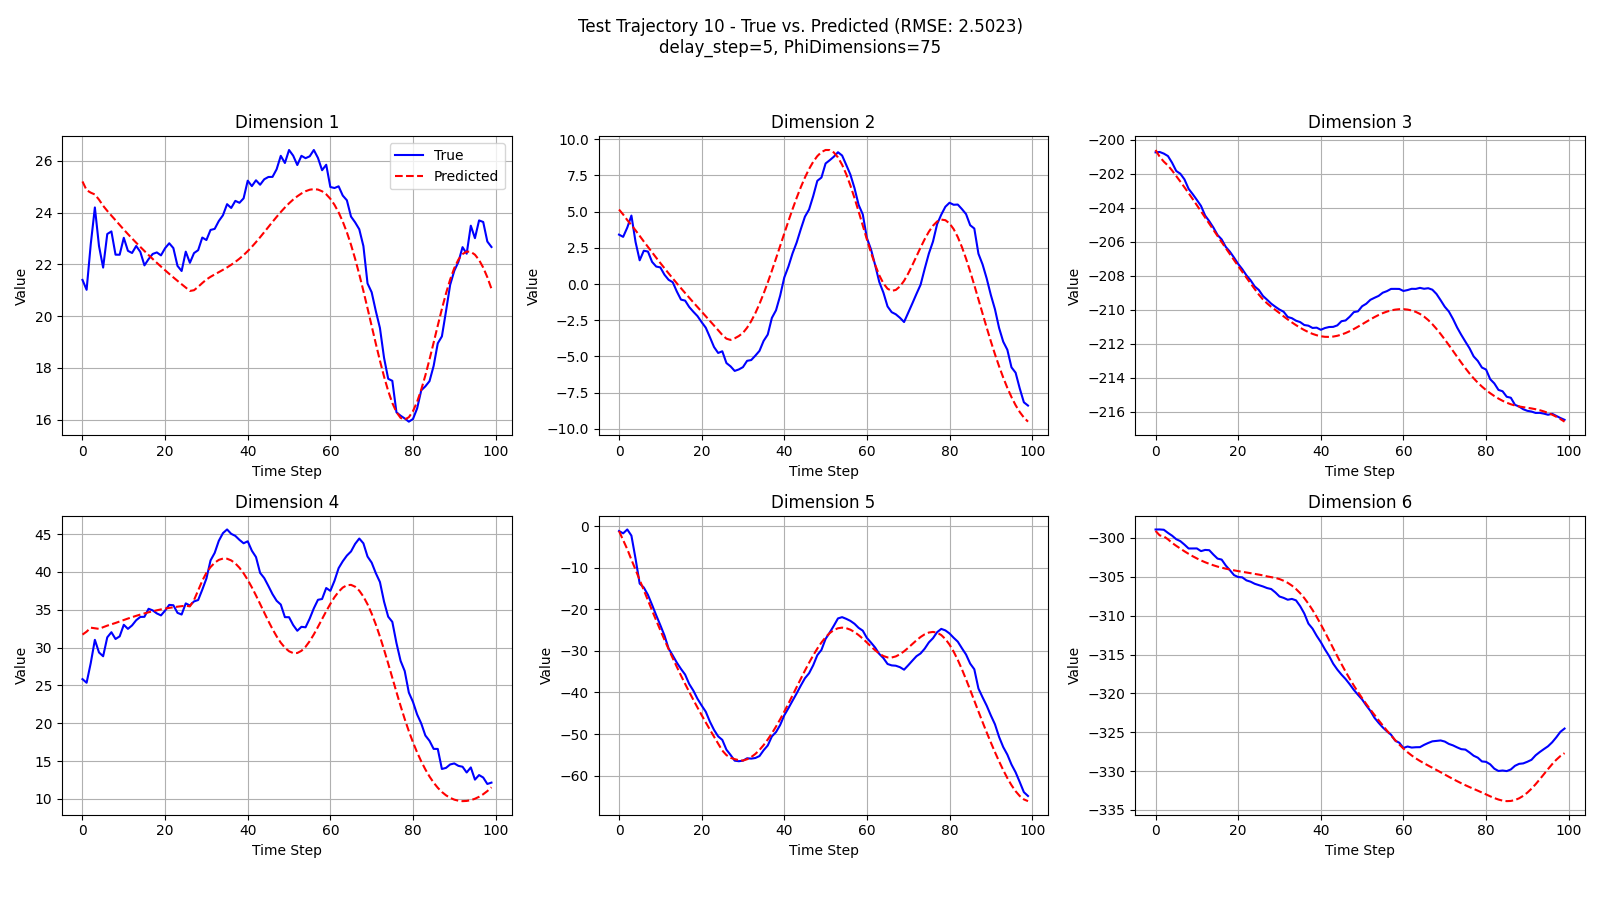 Test Trajectory 10 - True vs. Predicted (RMSE: 2.5023)
delay_step=5, PhiDimensions=75
Dimension 1
True
Predicted
26
24
22
20
18
16
Value
0 20 40 60 80 100
Time Step
Dimension 2
10.0
7.5
5.0
2.5
0.0
−2.5
−5.0
−7.5
−10.0
Value
0 20 40 60 80 100
Time Step
Dimension 3
−200
−202
−204
−206
−208
−210
−212
−214
−216
Value
0 20 40 60 80 100
Time Step
Dimension 4
45
40
35
30
25
20
15
10
Value
0 20 40 60 80 100
Time Step
Dimension 5
0
−10
−20
−30
−40
−50
−60
Value
0 20 40 60 80 100
Time Step
Dimension 6
−300
−305
−310
−315
−320
−325
−330
−335
Value
0 20 40 60 80 100
Time Step